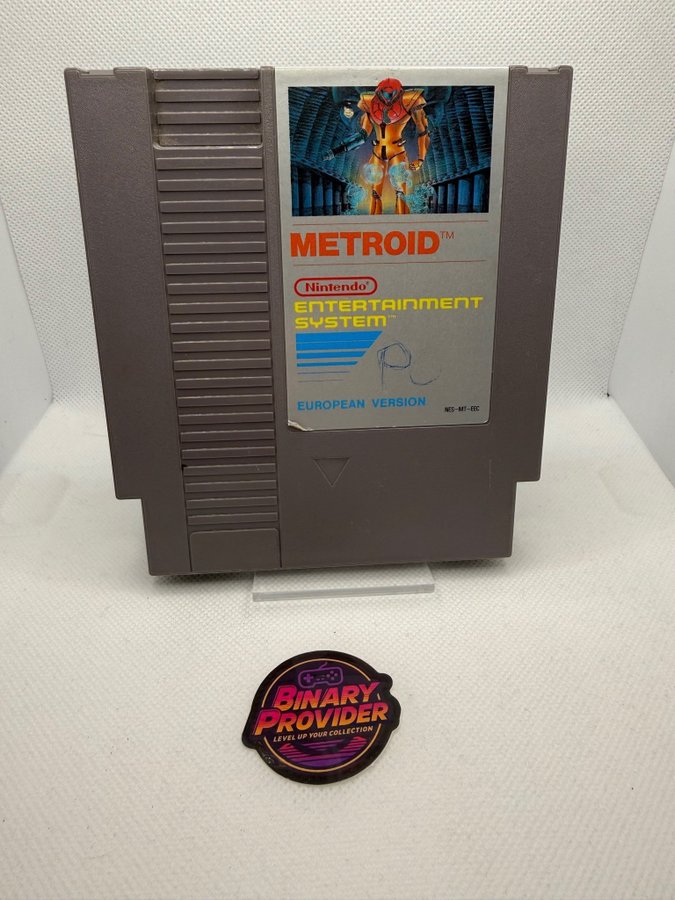 METROID™
Nintendo®
ENTERTAINMENT
SYSTEM™
R
EUROPEAN VERSION
NES-MT-EEC
BINARY
PROVIDER
LEVEL UP YOUR COLLECTION